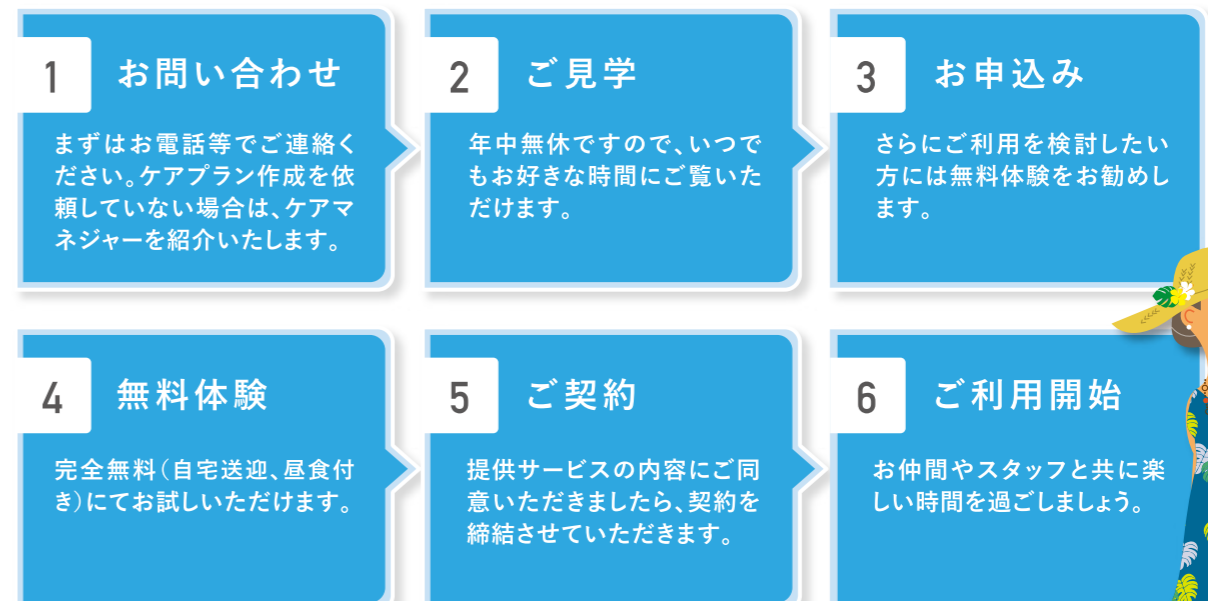 1 お問い合わせ
まずはお電話等でご連絡く
ださい。ケアプラン作成を依
頼していない場合は、ケアマ
ネジャーを紹介いたします。
2 ご見学
年中無休ですので、いつで
もお好きな時間にご覧いた
だけます。
3 お申込み
さらにご利用を検討したい
方には無料体験をお勧めし
ます。
4 無料体験
完全無料(自宅送迎、昼食付
き)にてお試しいただけます。
5 ご契約
提供サービスの内容にご同
意いただきましたら、契約を
締結させていただきます。
6 ご利用開始
お仲間やスタッフと共に楽
しい時間を過ごしましょう。